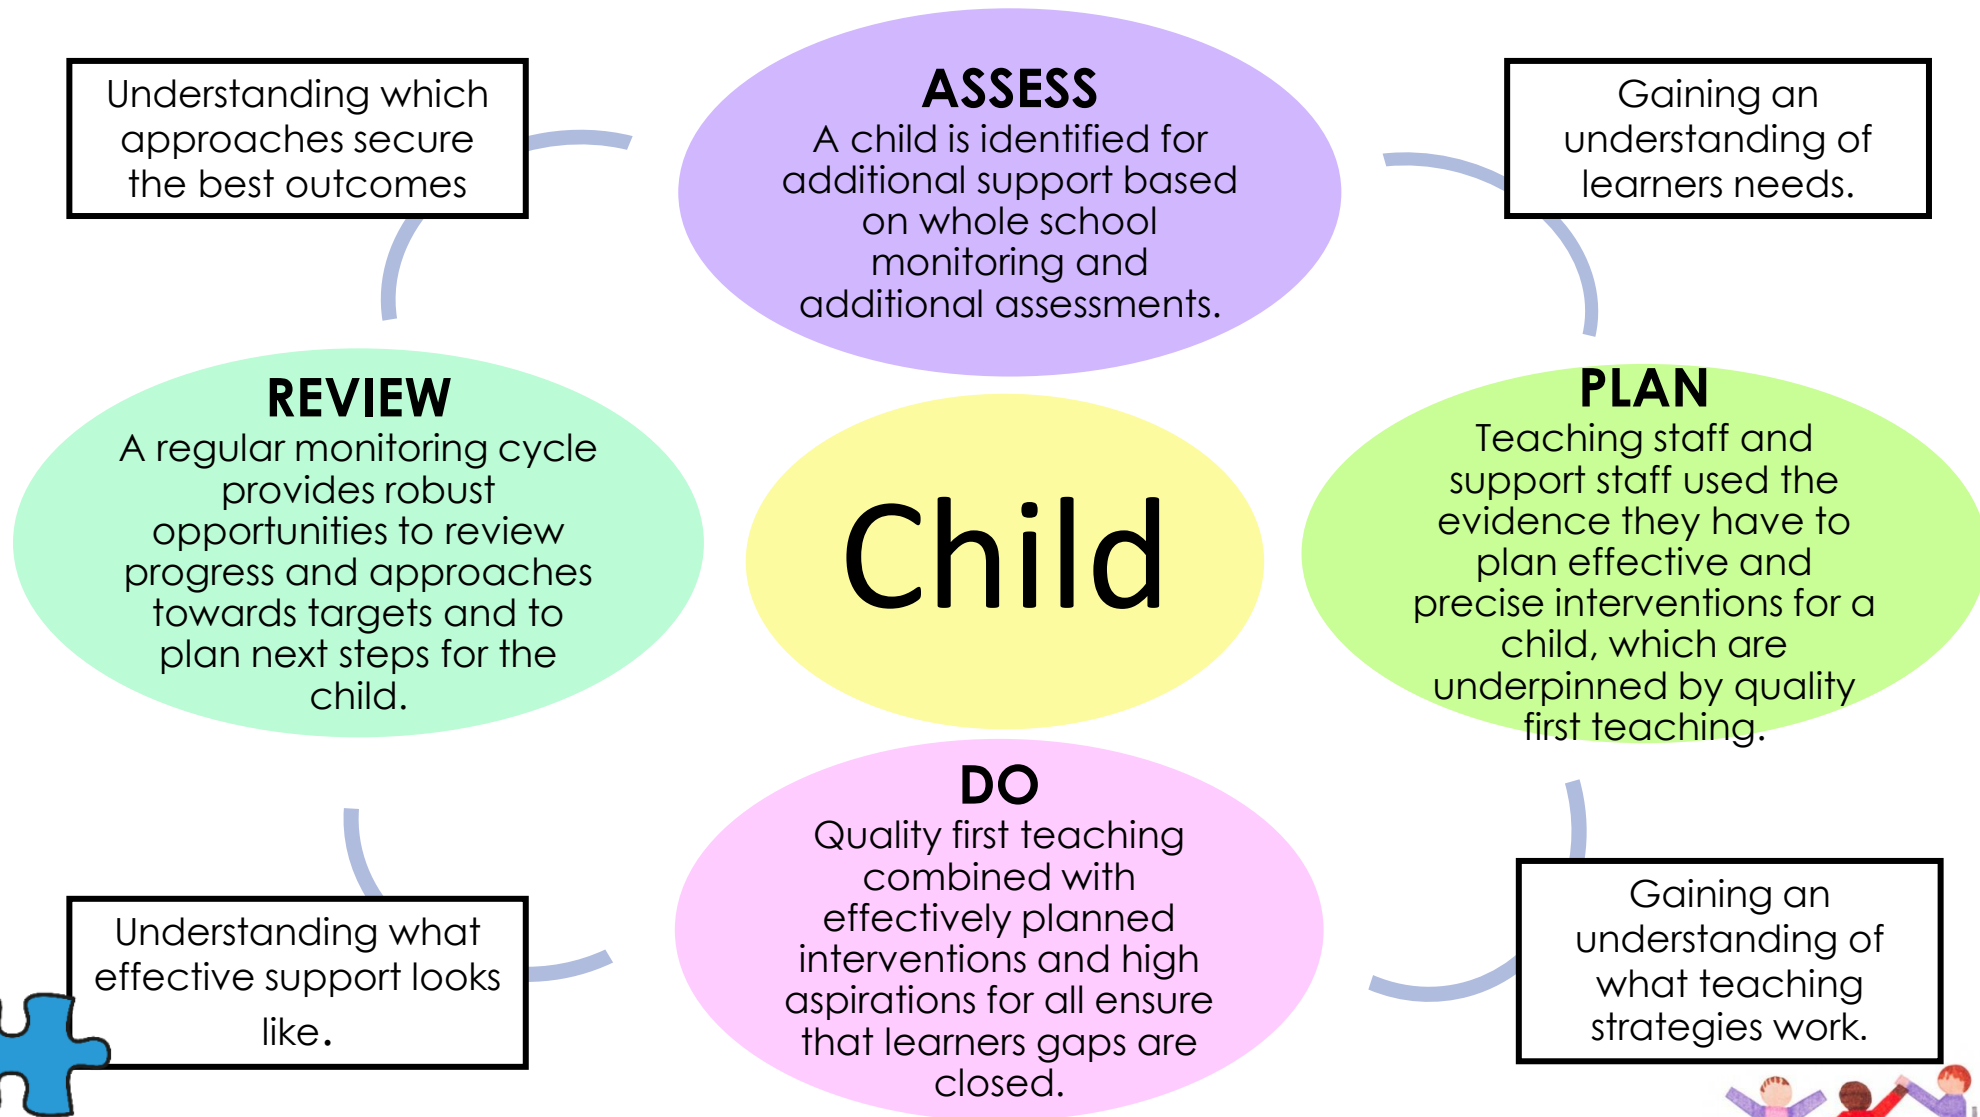 Understanding which
approaches secure
the best outcomes
ASSESS
A child is identified for
additional support based
on whole school
monitoring and
additional assessments.
Gaining an
understanding of
learners needs.
REVIEW
A regular monitoring cycle
provides robust
opportunities to review
progress and approaches
towards targets and to
plan next steps for the
child.
Child
PLAN
Teaching staff and
support staff used the
evidence they have to
plan effective and
precise interventions for a
child, which are
underpinned by quality
first teaching.
Understanding what
effective support looks
like.
DO
Quality first teaching
combined with
effectively planned
interventions and high
aspirations for all ensure
that learners gaps are
closed.
Gaining an
understanding of
what teaching
strategies work.